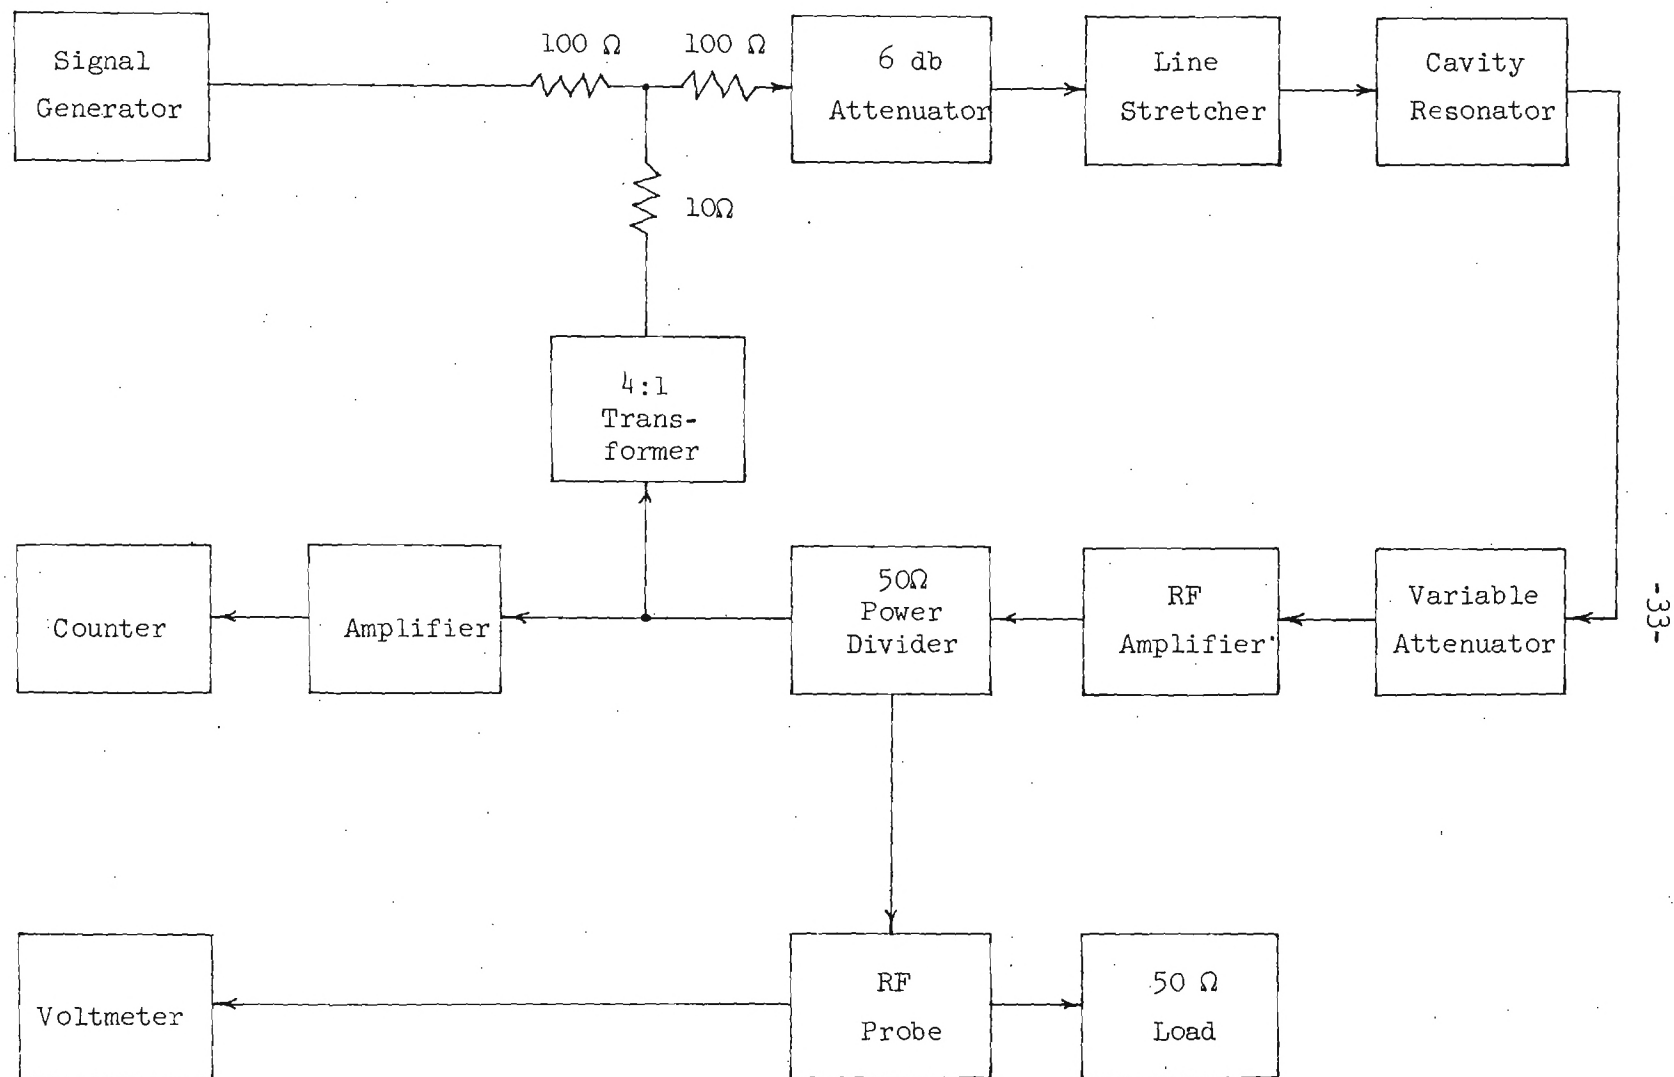 Signal
Generator
100 Ω
100 Ω
6 db
Attenuator
Line
Stretcher
Cavity
Resonator
10Ω
4:1
Trans-
former
Counter
Amplifier
50Ω
Power
Divider
RF
Amplifier
Variable
Attenuator
-33-
Voltmeter
RF
Probe
50 Ω
Load